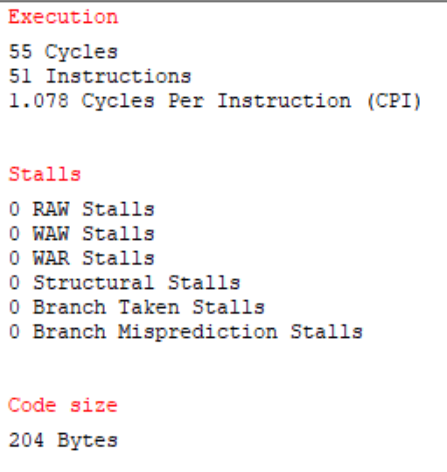 Execution
55 Cycles
51 Instructions
1.078 Cycles Per Instruction (CPI)
Stalls
0 RAW Stalls
0 WAW Stalls
0 WAR Stalls
0 Structural Stalls
0 Branch Taken Stalls
0 Branch Misprediction Stalls
Code size
204 Bytes